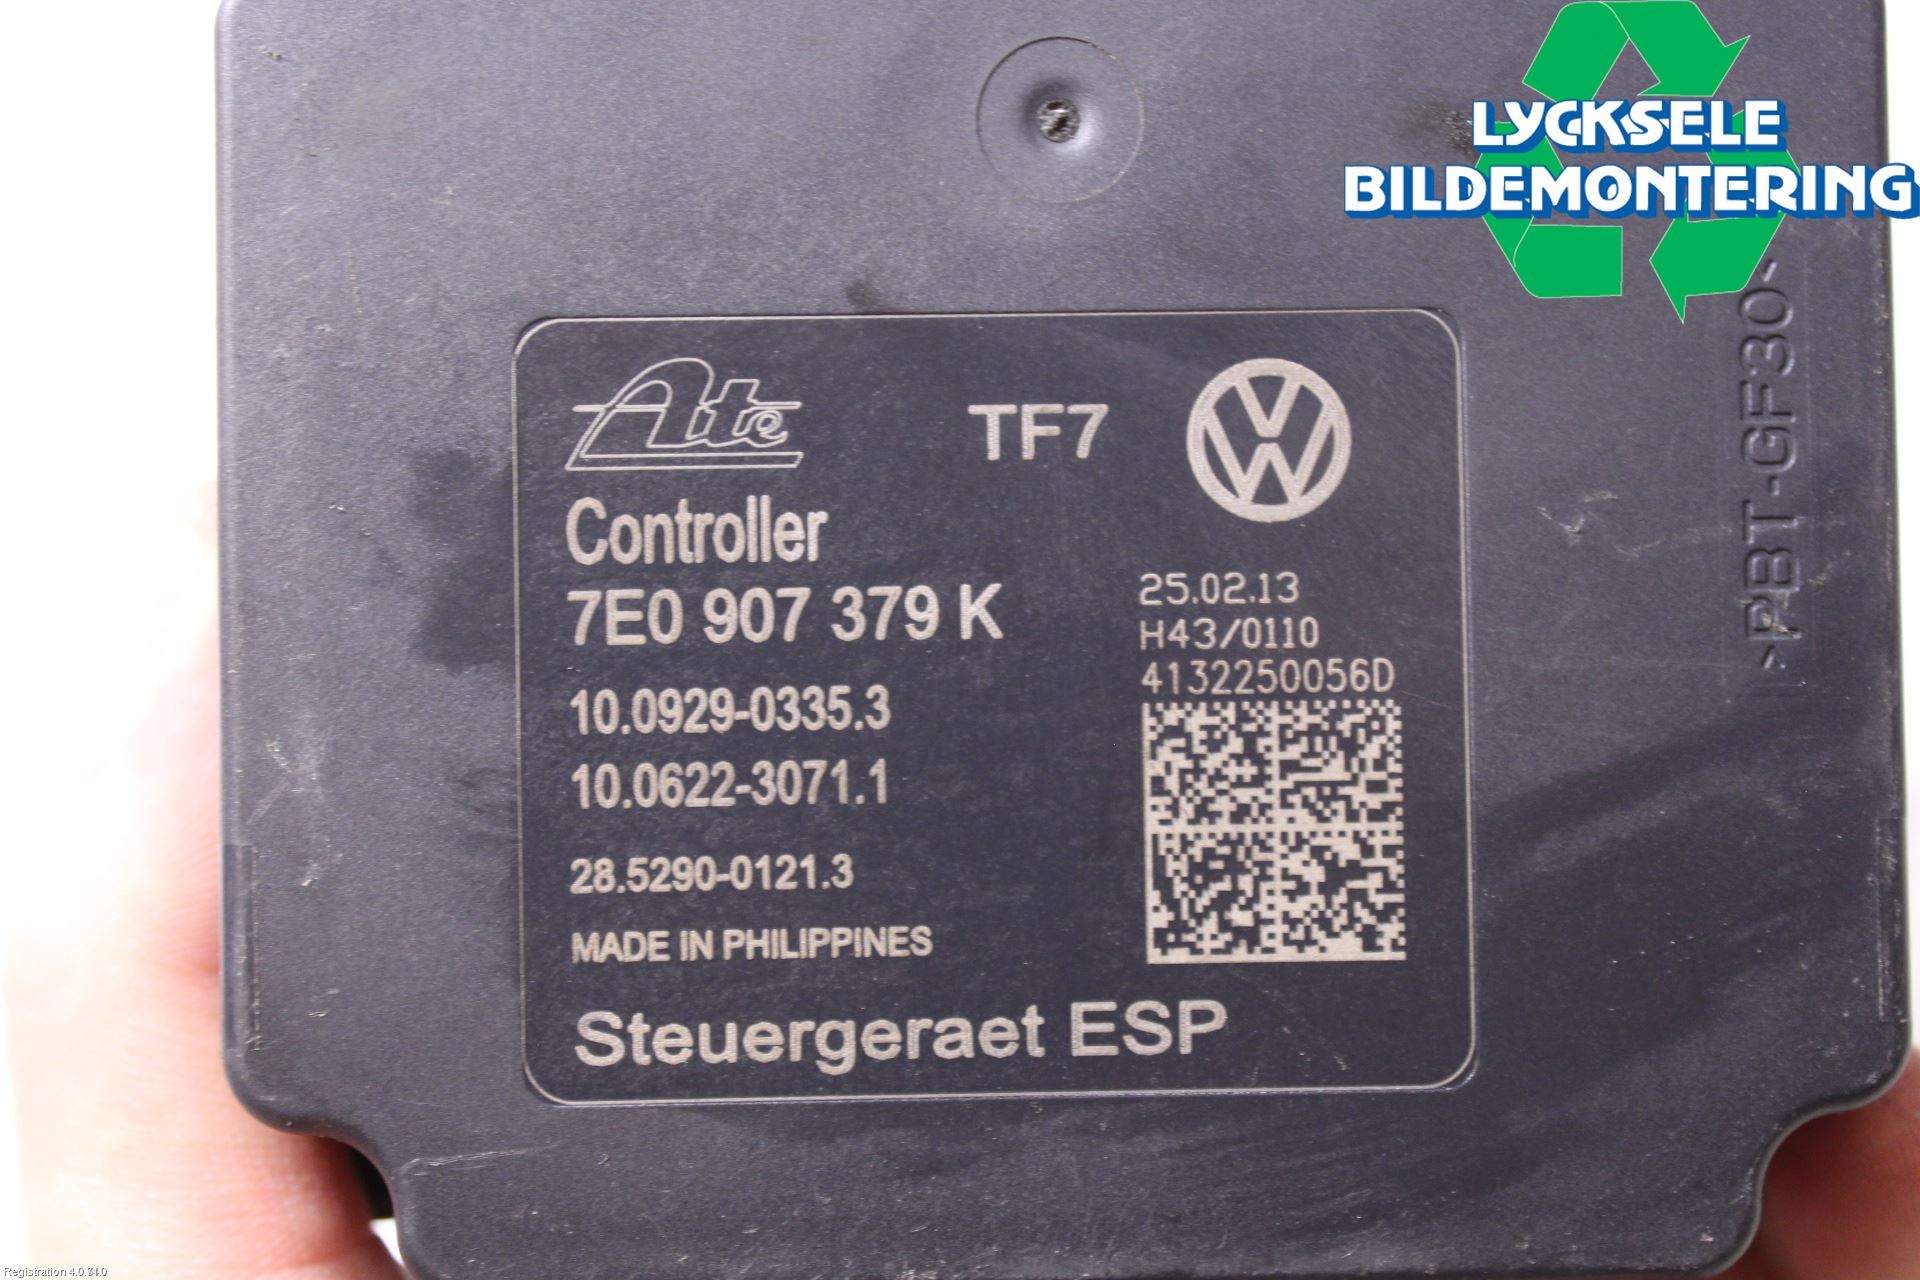 LYCKSELE
BILDEMONTERING
>PBT-GF30<
Ate
TF7
Controller
7E0 907 379 K
25.02.13
H43/0110
4132250056D
10.0929-0335.3
10.0622-3071.1
28.5290-0121.3
MADE IN PHILIPPINES
Steuergeraet ESP